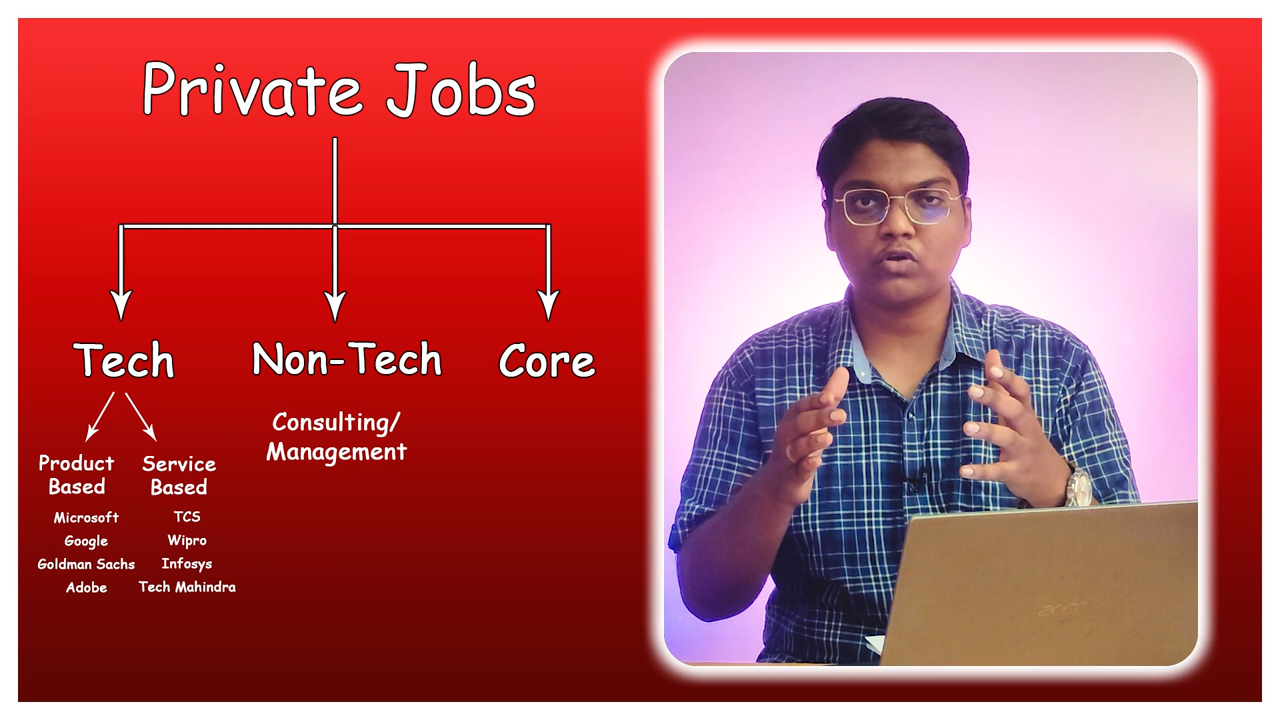 Private Jobs
Tech
Non-Tech
Core
Consulting/
Management
Product
Based
Service
Based
Microsoft
TCS
Google
Wipro
Goldman Sachs
Infosys
Adobe
Tech Mahindra
acer